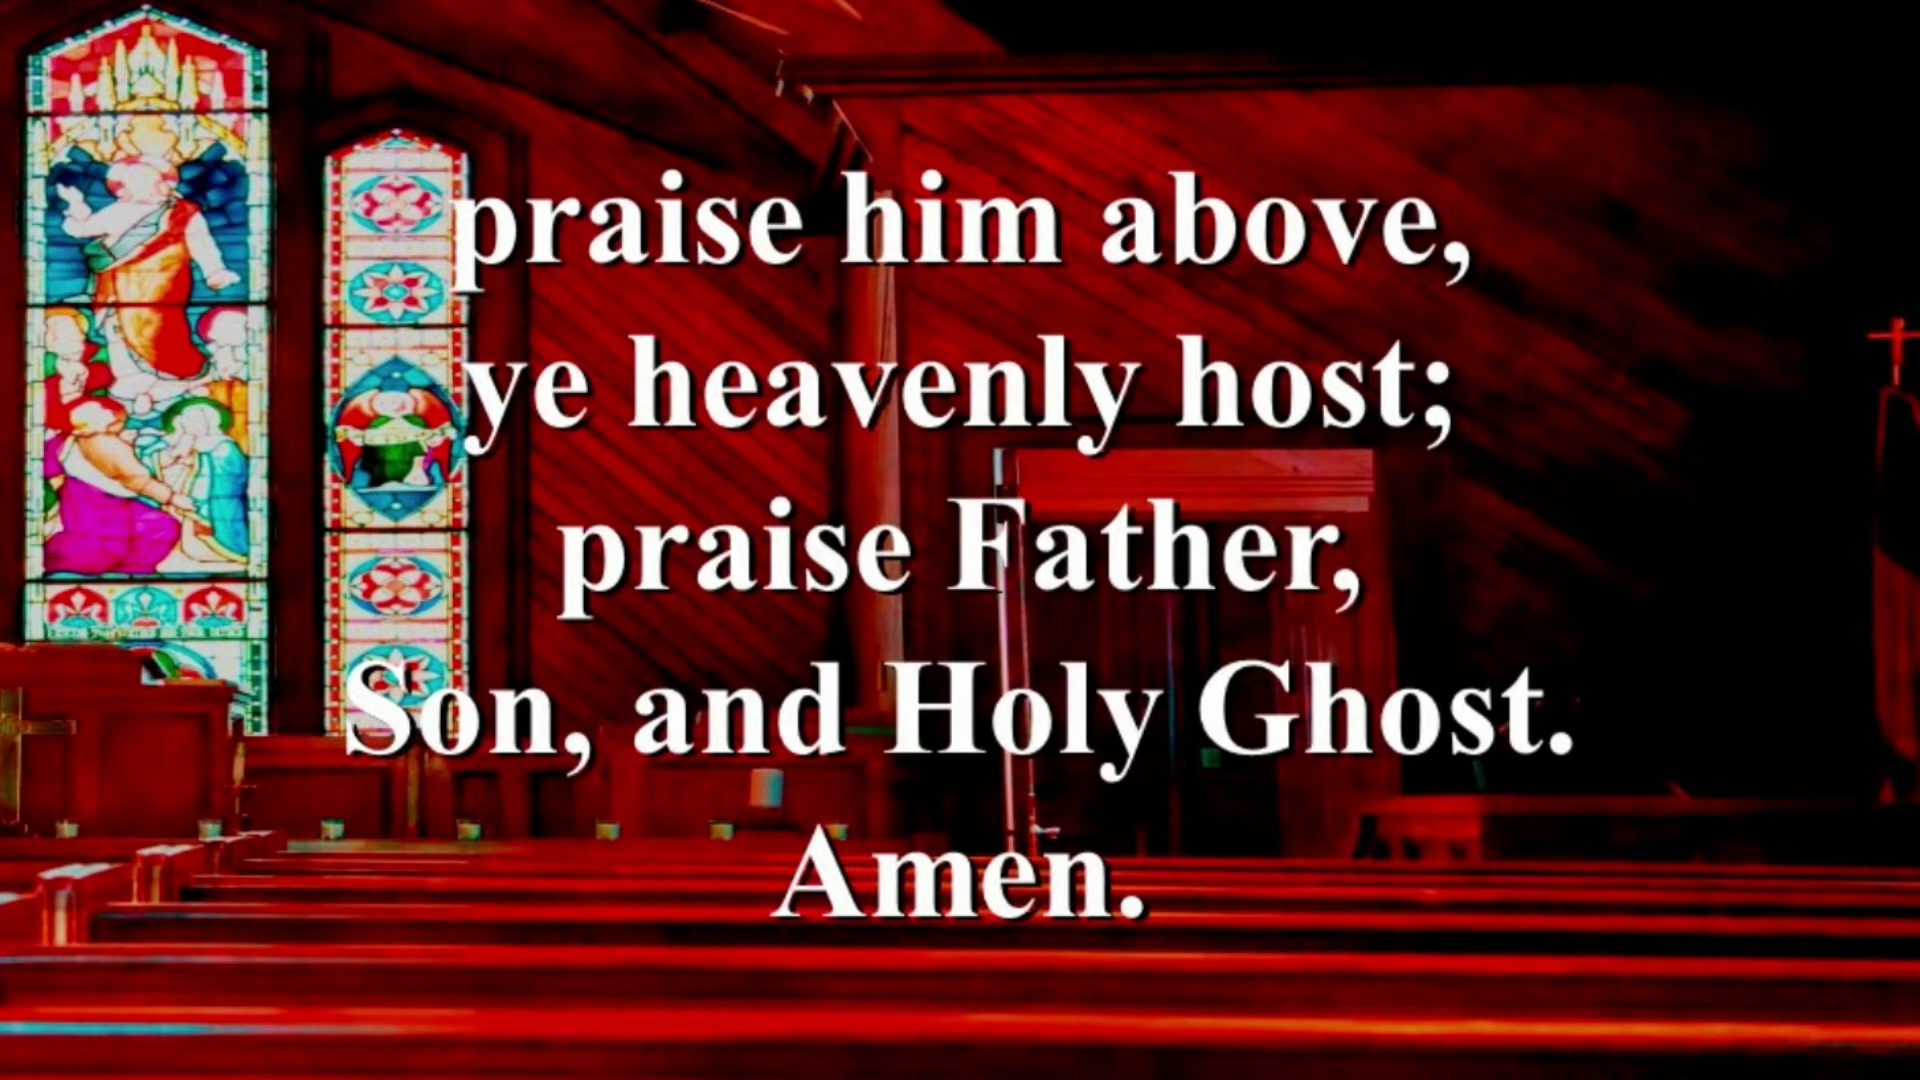 praise him above,
ye heavenly host;
praise Father,
Son, and Holy Ghost.
Amen.